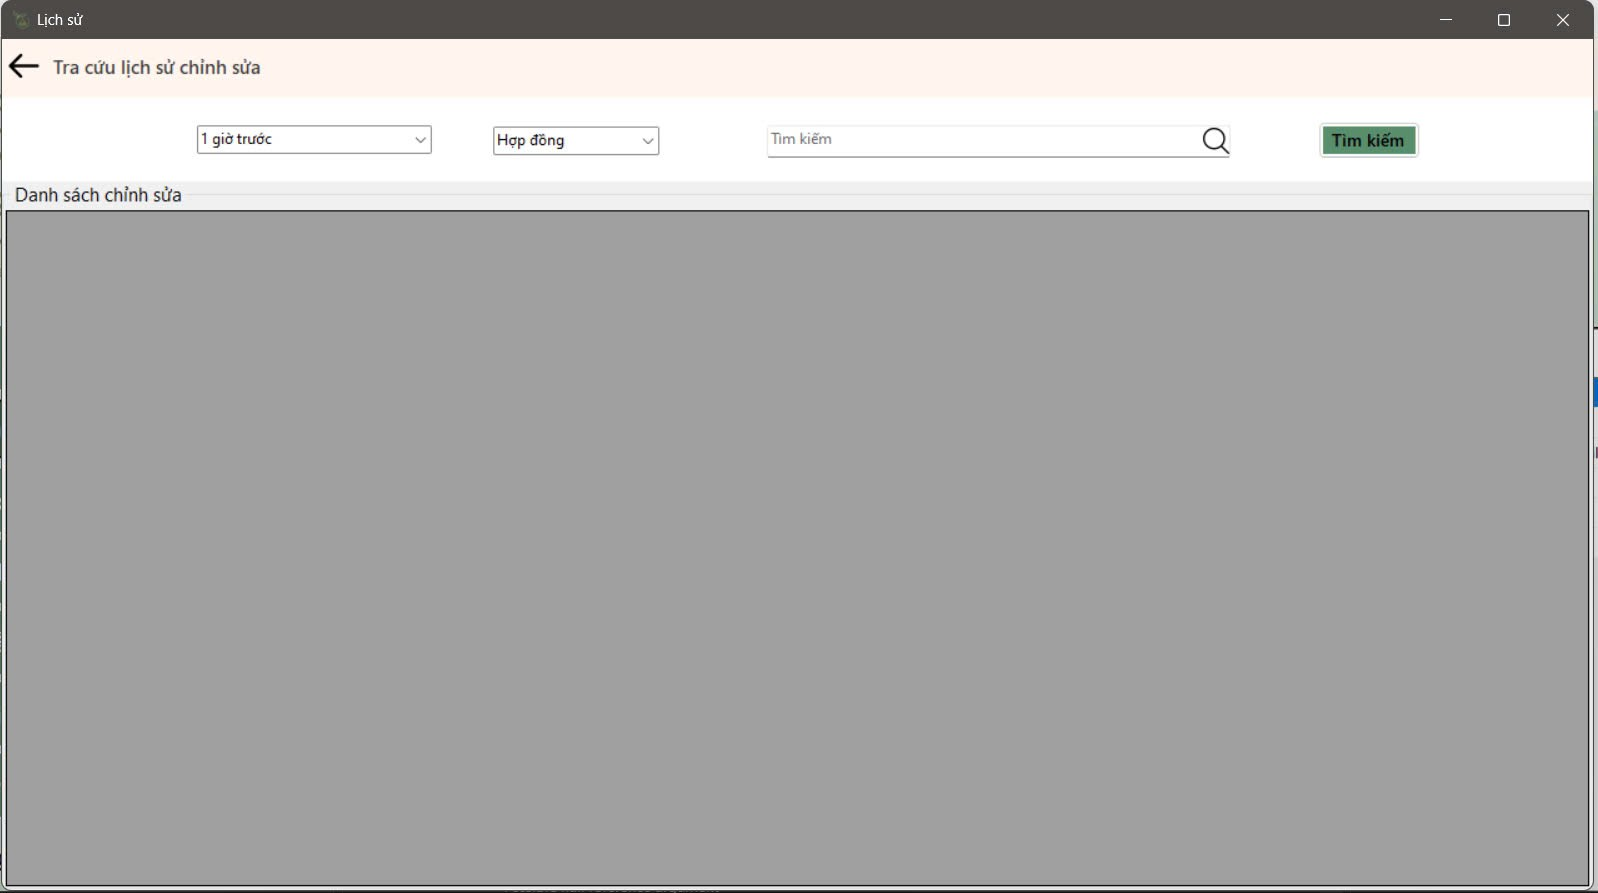 Lịch sử
Tra cứu lịch sử chỉnh sửa
1 giờ trước
Hợp đồng
Tìm kiếm
Tìm kiếm
Danh sách chỉnh sửa